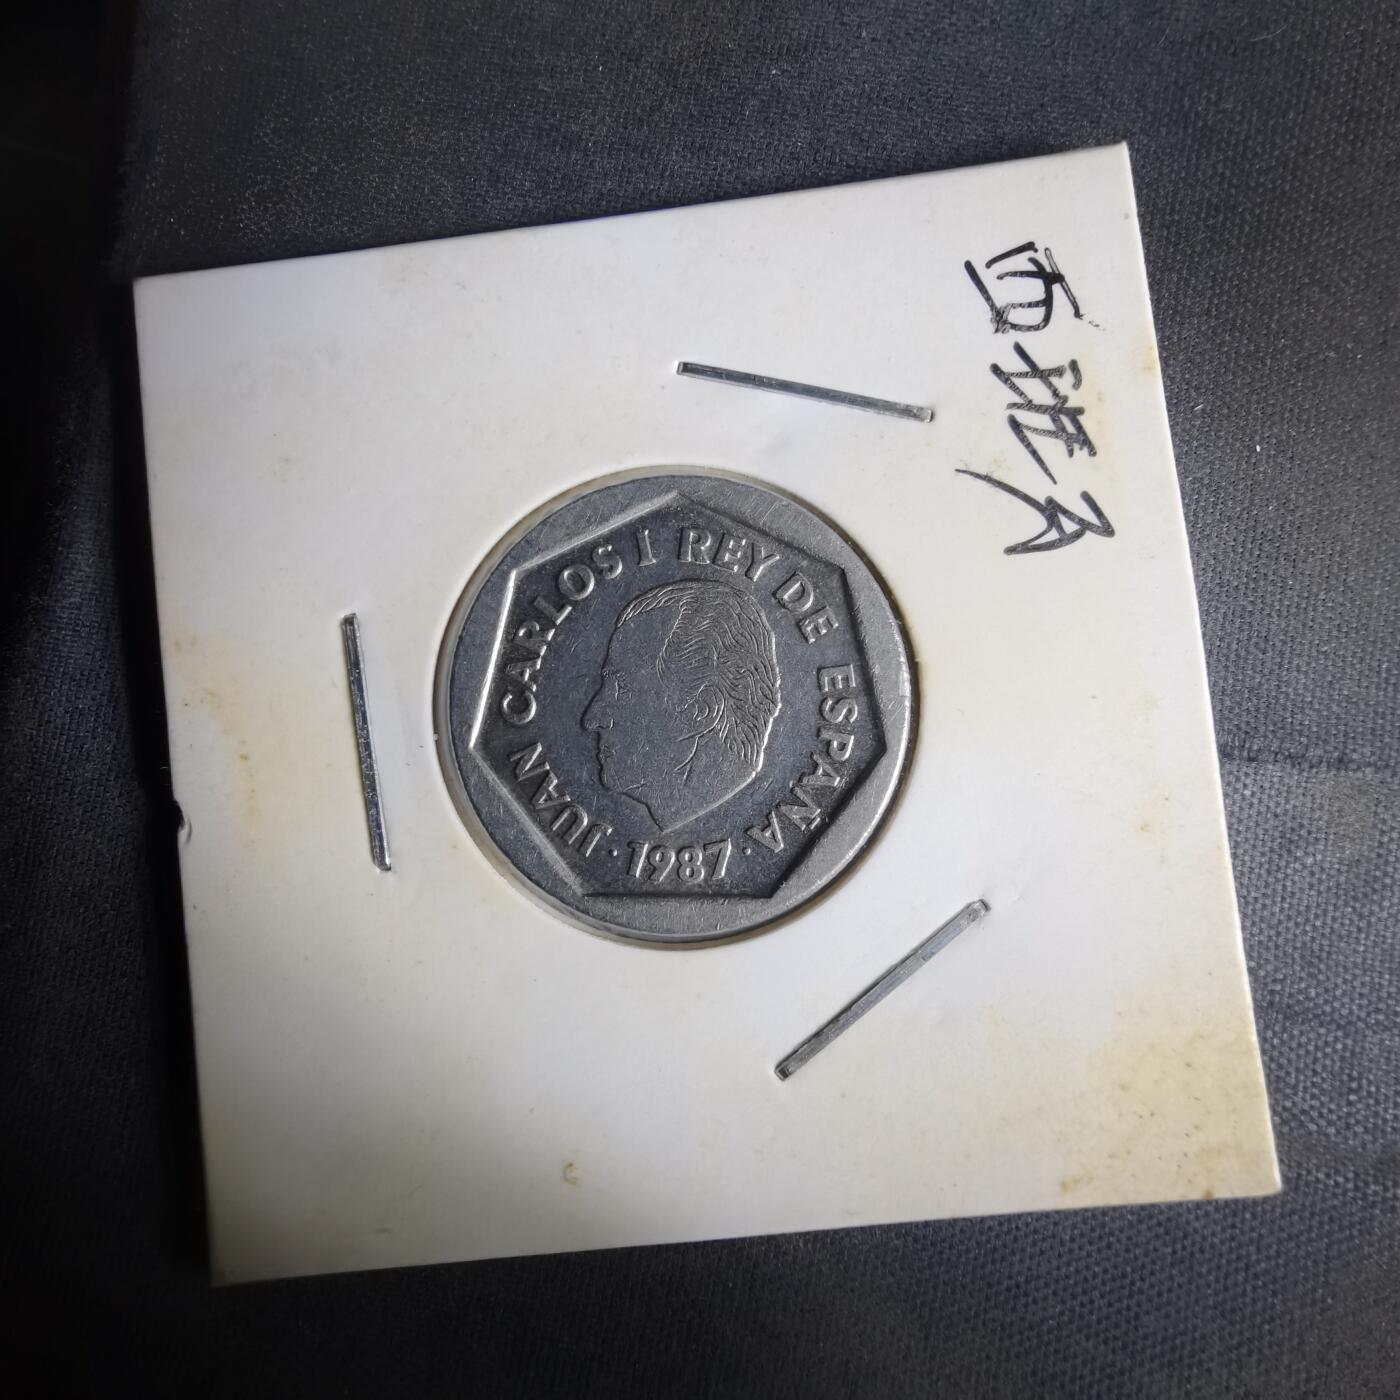 西班牙
JUAN CARLOS I REY DE ESPAÑA
· 1987 ·